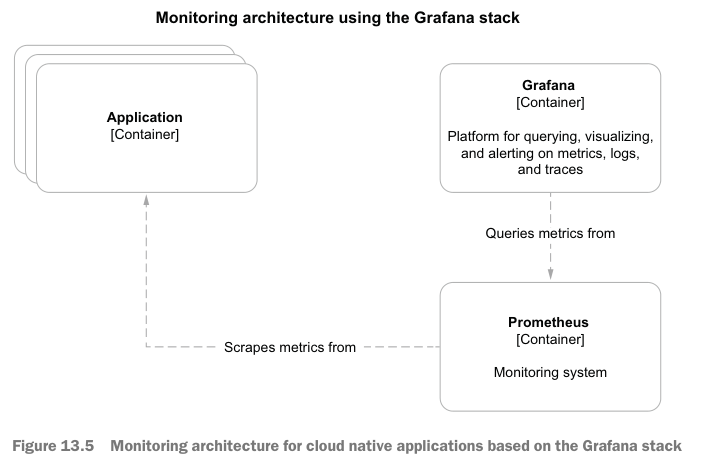 Monitoring architecture using the Grafana stack
Application
[Container]
Grafana
[Container]
Platform for querying, visualizing,
and alerting on metrics, logs,
and traces
Queries metrics from
Prometheus
[Container]
Monitoring system
Scrapes metrics from
Figure 13.5 Monitoring architecture for cloud native applications based on the Grafana stack